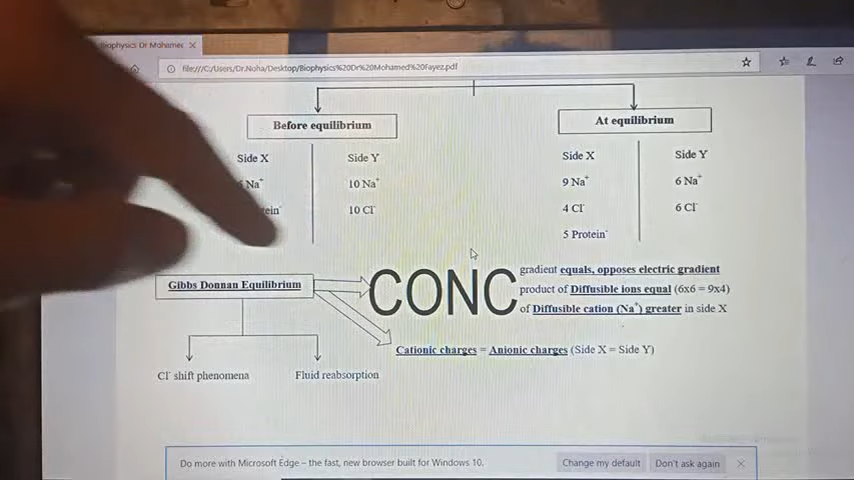 Biophysics Dr Mohamed
file:///C:/Users/Dr.Noha/Desktop/Biophysics%20Dr%20Mohamed%20Fayez.pdf
Before equilibrium
At equilibrium
Side X
Side Y
Side X
Side Y
Na⁺
10 Na⁺
9 Na⁺
6 Na⁺
10 Cl⁻
4 Cl⁻
6 Cl⁻
5 Protein⁻
Gibbs Donnan Equilibrium
CONC
gradient equals, opposes electric gradient
product of Diffusible ions equal (6x6 = 9x4)
of Diffusible cation (Na⁺) greater in side X
Cationic charges = Anionic charges (Side X = Side Y)
Cl⁻ shift phenomena
Fluid reabsorption
Do more with Microsoft Edge – the fast, new browser built for Windows 10.
Change my default
Don't ask again